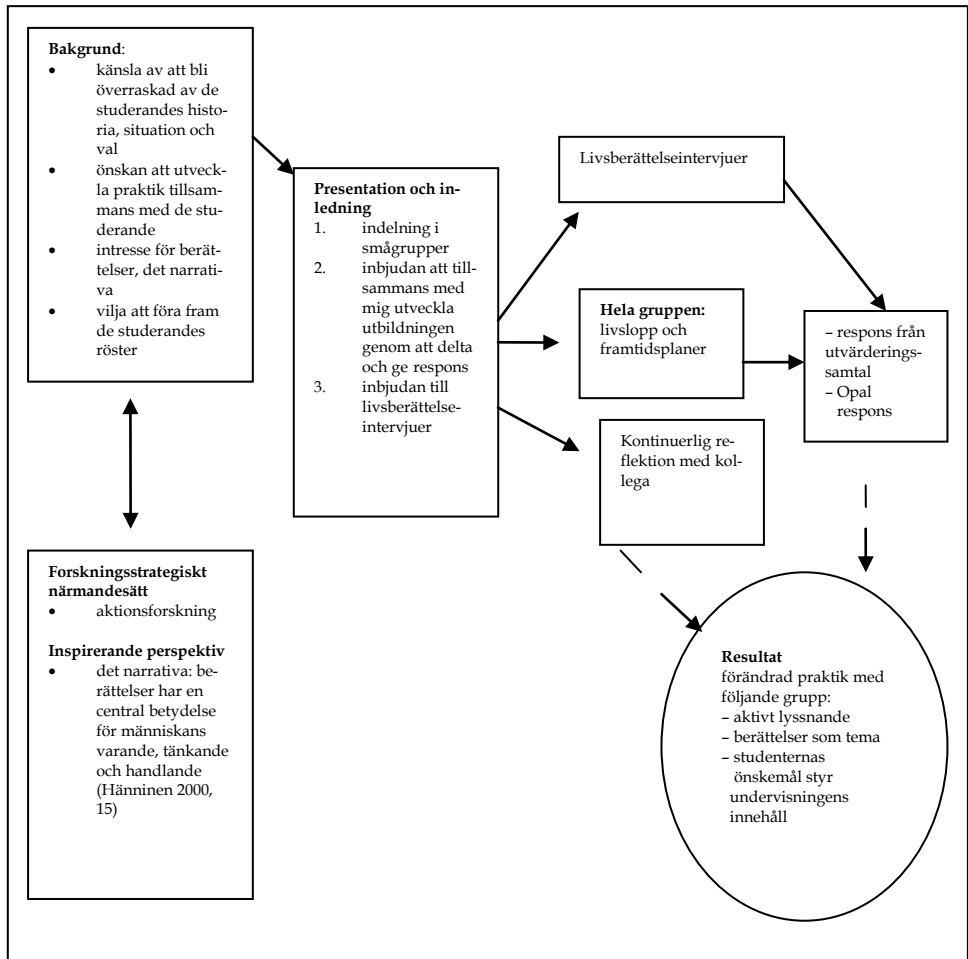 Bakgrund:
• känsla av att bli
överraskad av de
studerandes histo-
ria, situation och
val
• önskan att utveck-
la praktik tillsam-
mans med de stu-
derande
• intresse för berät-
telser, det narrati-
va
• vilja att föra fram
de studerandes
röster
Forskningsstrategiskt
närmandesätt
• aktionsforskning
Inspirerande perspektiv
• det narrativa: be-
rättelser har en
central betydelse
för människans
varande, tänkande
och handlande
(Hänninen 2000,
15)
Presentation och in-
ledning
1. indelning i
smågrupper
2. inbjudan att till-
sammans med
mig utveckla
utbildningen
genom att delta
och ge respons
3. inbjudan till
livsberättelse-
intervjuer
Livsberättelseintervjuer
Hela gruppen:
livslopp och
framtidsplaner
Kontinuerlig re-
flektion med kol-
lega
– respons från
utvärderings-
samtal
– Opal
respons
Resultat
förändrad praktik med
följande grupp:
– aktivt lyssnande
– berättelser som tema
– studenternas
önskemål styr
undervisningens
innehåll